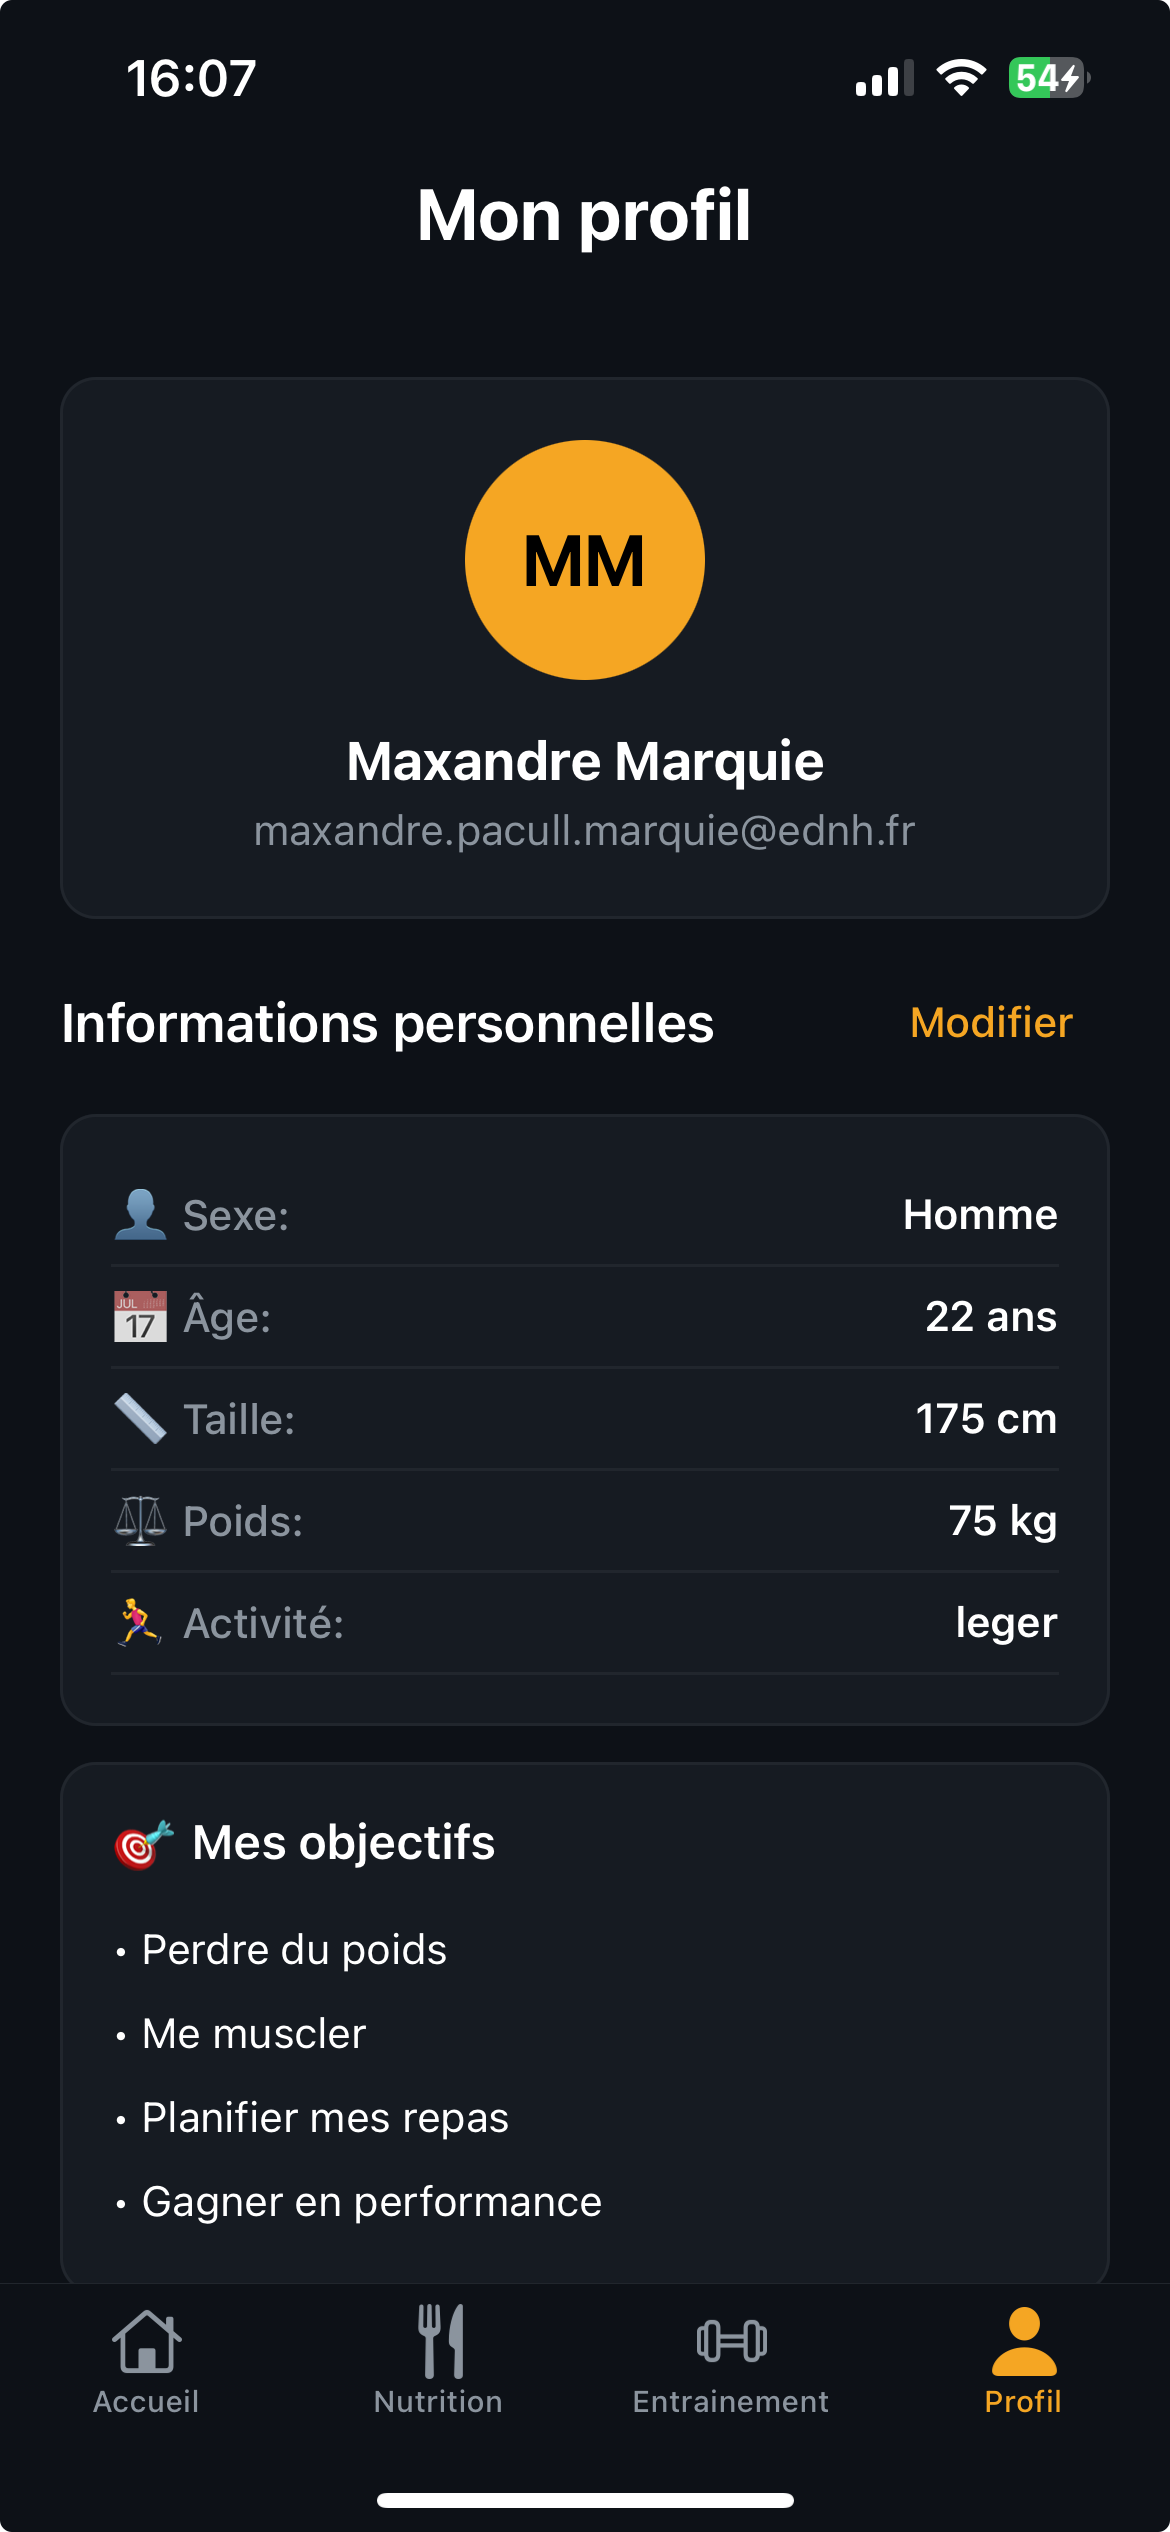 16:07
54
Mon profil
MM
Maxandre Marquie
maxandre.pacull.marquie@ednh.fr
Informations personnelles
Modifier
Sexe:
Homme
JUL
17
Âge:
22 ans
Taille:
175 cm
Poids:
75 kg
Activité:
leger
Mes objectifs
• Perdre du poids
• Me muscler
• Planifier mes repas
• Gagner en performance
Accueil
Nutrition
Entrainement
Profil